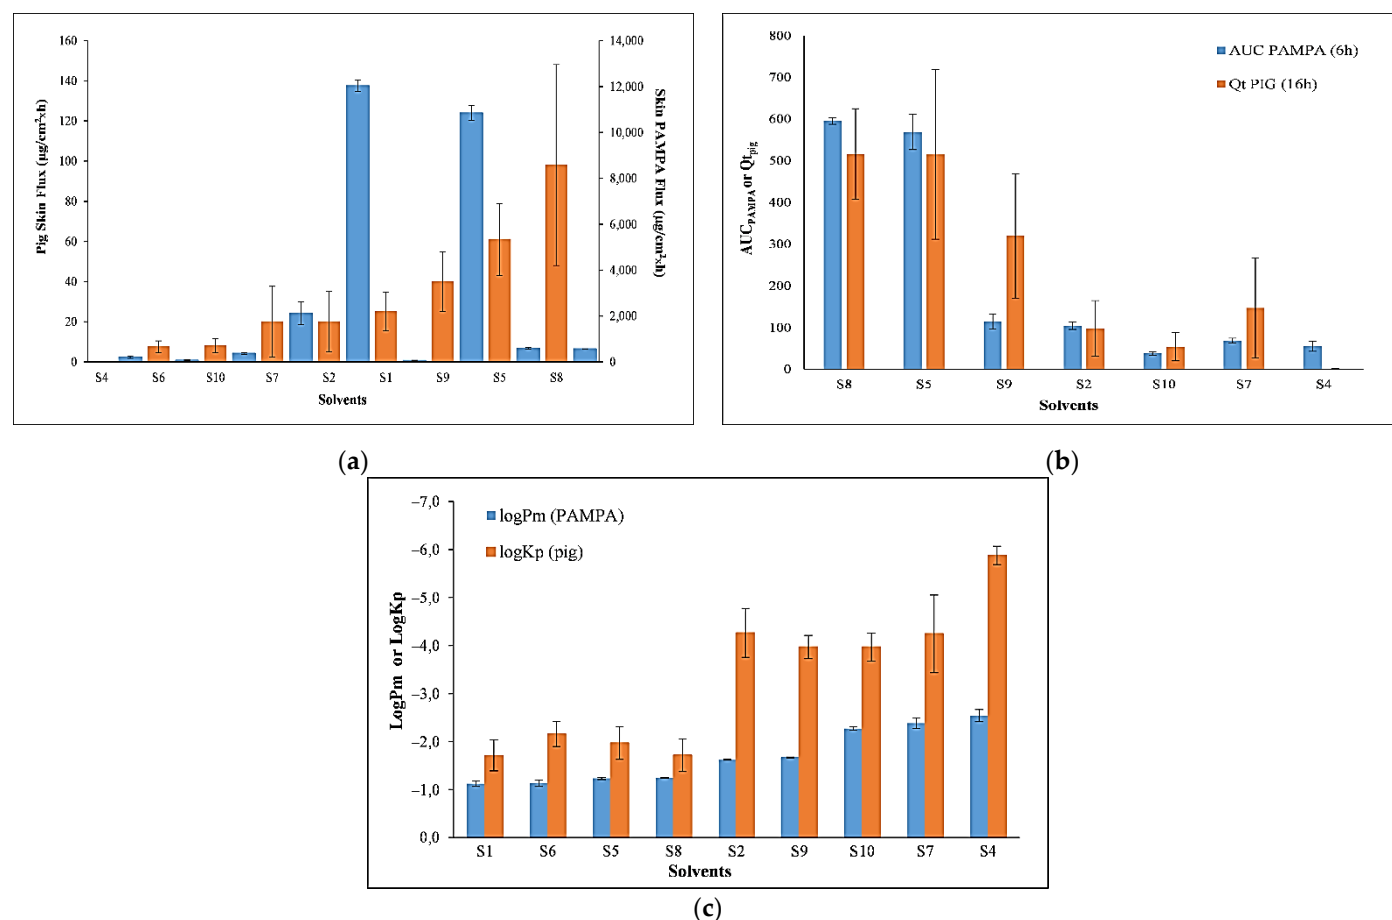 160
140
120
100
80
60
40
20
0
Pig Skin Flux (µg/cm²xh)
14,000
12,000
10,000
8,000
6,000
4,000
2,000
0
Skin PAMPA Flux (µg/cm²xh)
S4 S6 S10 S7 S2 S1 S9 S5 S8
Solvents
(a)
800
700
600
500
400
300
200
100
0
AUCPAMPA or Qtpig
AUC PAMPA (6h)
Qt PIG (16h)
S8 S5 S9 S2 S10 S7 S4
Solvents
(b)
–7,0
–6,0
–5,0
–4,0
–3,0
–2,0
–1,0
0,0
LogPm or LogKp
logPm (PAMPA)
logKp (pig)
S1 S6 S5 S8 S2 S9 S10 S7 S4
Solvents
(c)